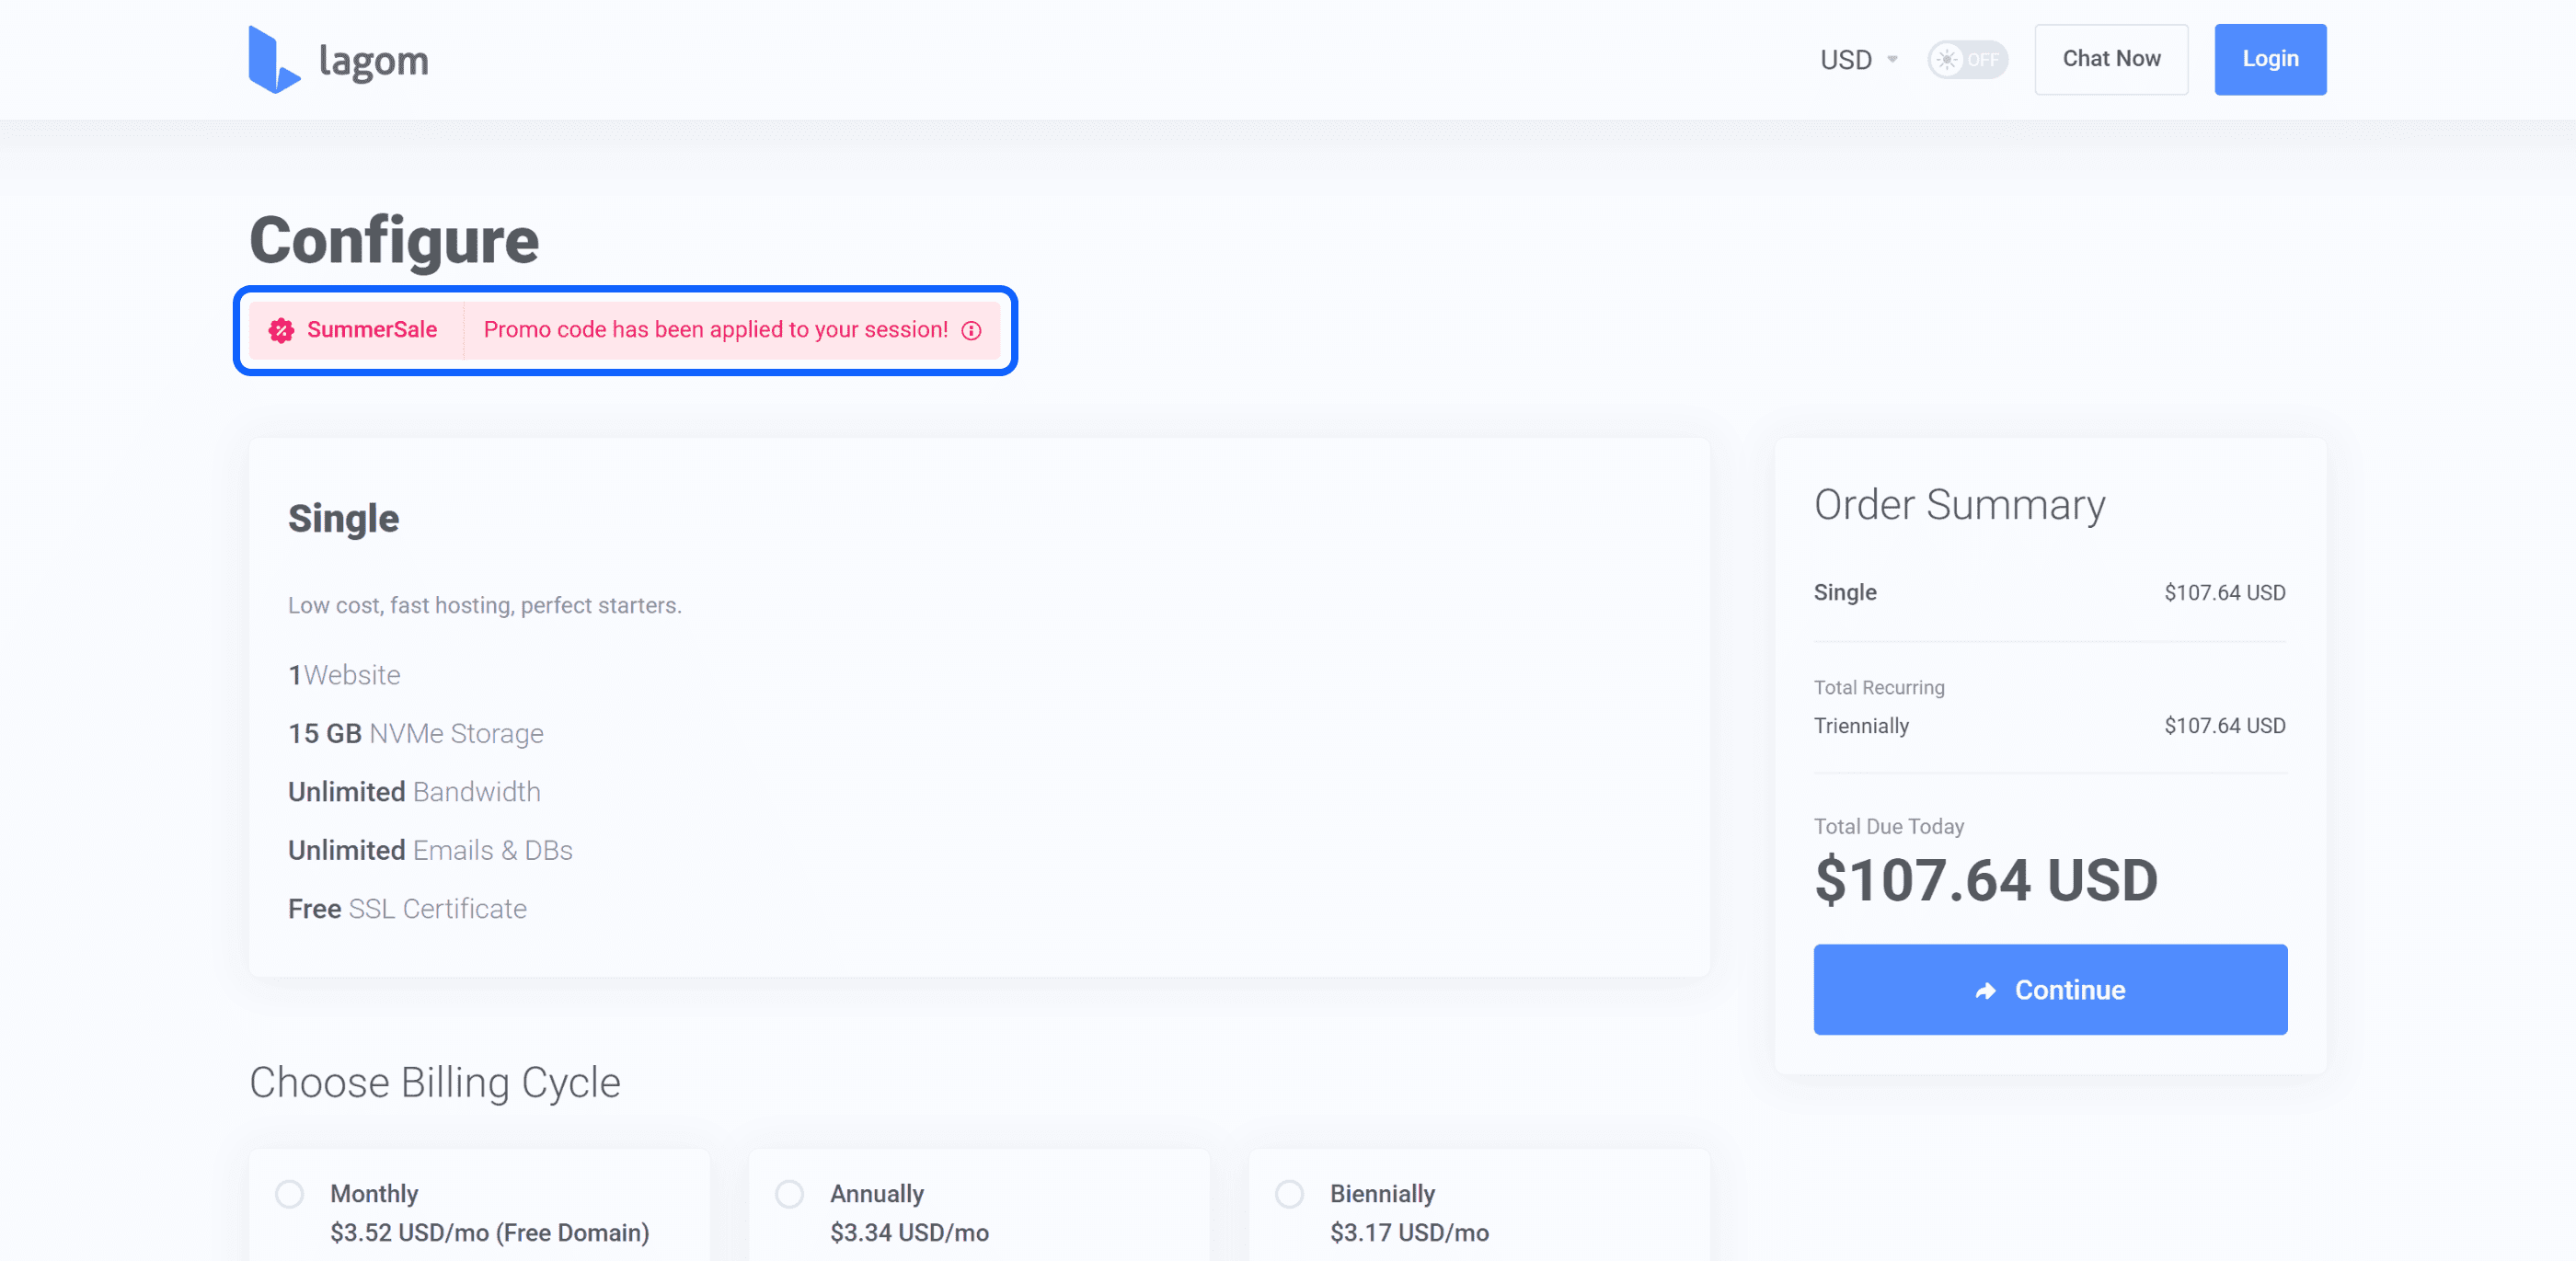 lagom
USD
OFF
Chat Now
Login
Configure
SummerSale
Promo code has been applied to your session!
Single
Low cost, fast hosting, perfect starters.
1Website
15 GB NVMe Storage
Unlimited Bandwidth
Unlimited Emails & DBs
Free SSL Certificate
Order Summary
Single $107.64 USD
Total Recurring
Triennially $107.64 USD
Total Due Today
$107.64 USD
Continue
Choose Billing Cycle
Monthly
$3.52 USD/mo (Free Domain)
Annually
$3.34 USD/mo
Biennially
$3.17 USD/mo